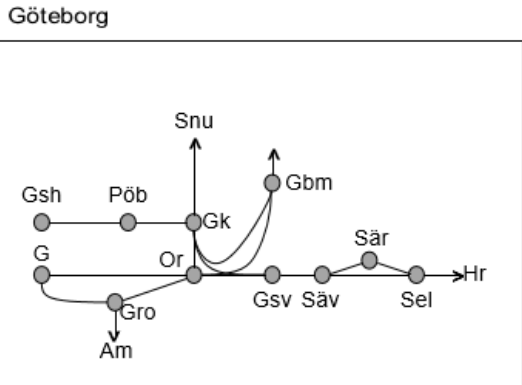 Göteborg
Snu
Gsh Pöb Gk Gbm
G Or Sär
Hr
Gro Gsv Säv Sel
Am